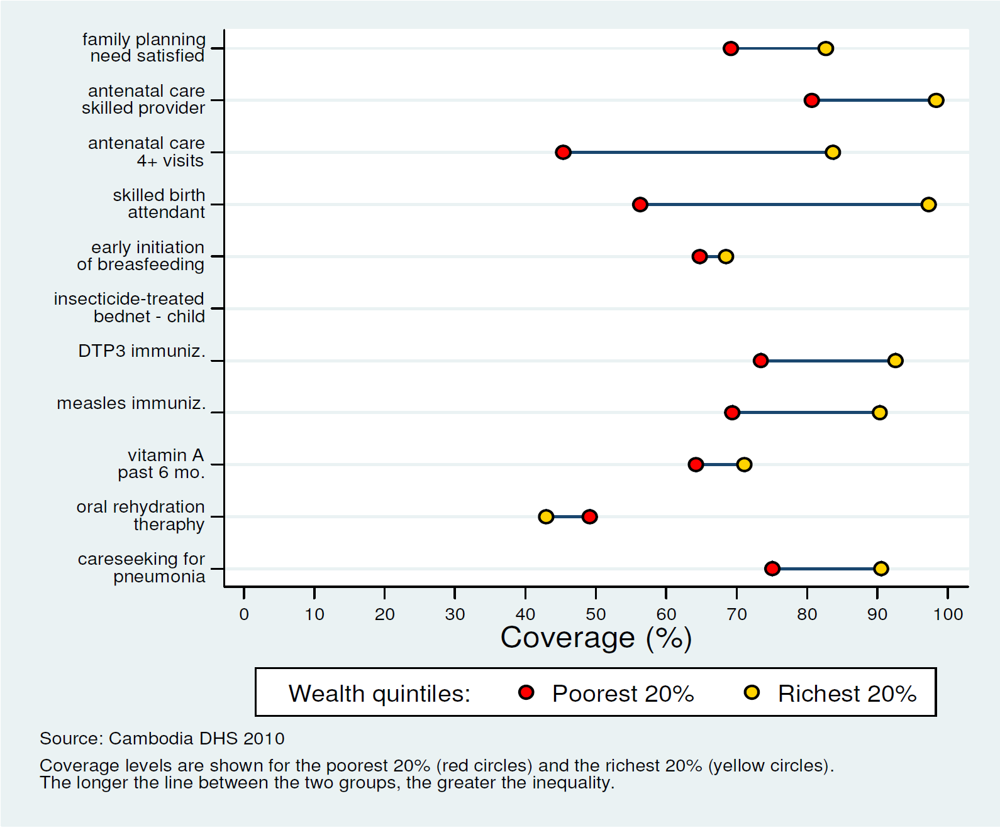 family planning
need satisfied
antenatal care
skilled provider
antenatal care
4+ visits
skilled birth
attendant
early initiation
of breasfeeding
insecticide-treated
bednet - child
DTP3 immuniz.
measles immuniz.
vitamin A
past 6 mo.
oral rehydration
theraphy
careseeking for
pneumonia
0 10 20 30 40 50 60 70 80 90 100
Coverage (%)
Wealth quintiles: Poorest 20% Richest 20%
Source: Cambodia DHS 2010
Coverage levels are shown for the poorest 20% (red circles) and the richest 20% (yellow circles).
The longer the line between the two groups, the greater the inequality.